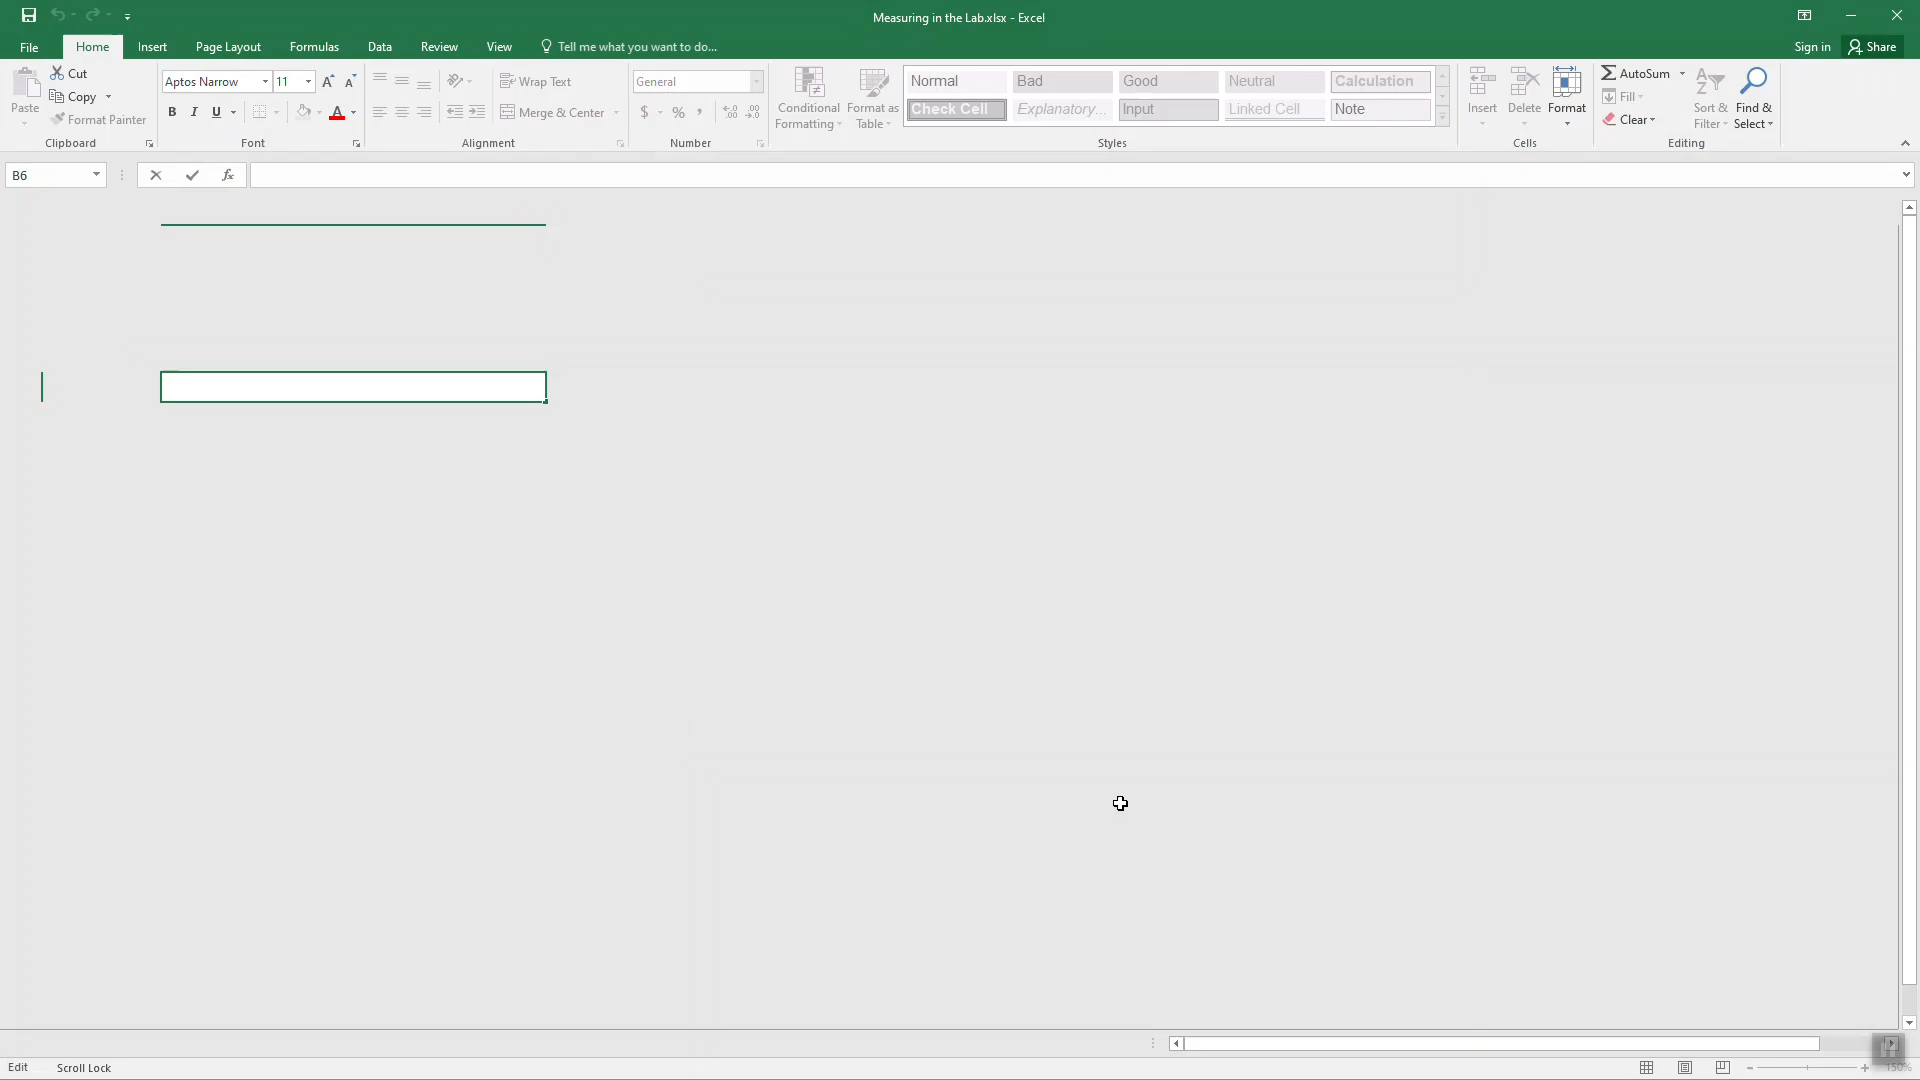 Measuring in the Lab.xlsx - Excel
File Home Insert Page Layout Formulas Data Review View Tell me what you want to do... Sign in Share
Paste
Cut
Copy
Format Painter
Clipboard
Aptos Narrow 11
B I U A
Font
Wrap Text
Merge & Center
Alignment
General
$ % ,
Number
Conditional Formatting
Format as Table
Normal Bad Good Neutral Calculation
Check Cell Explanatory... Input Linked Cell Note
Styles
Insert Delete Format
Cells
AutoSum
Fill
Clear
Sort & Filter
Find & Select
Editing
B6 fx
Edit Scroll Lock 150%